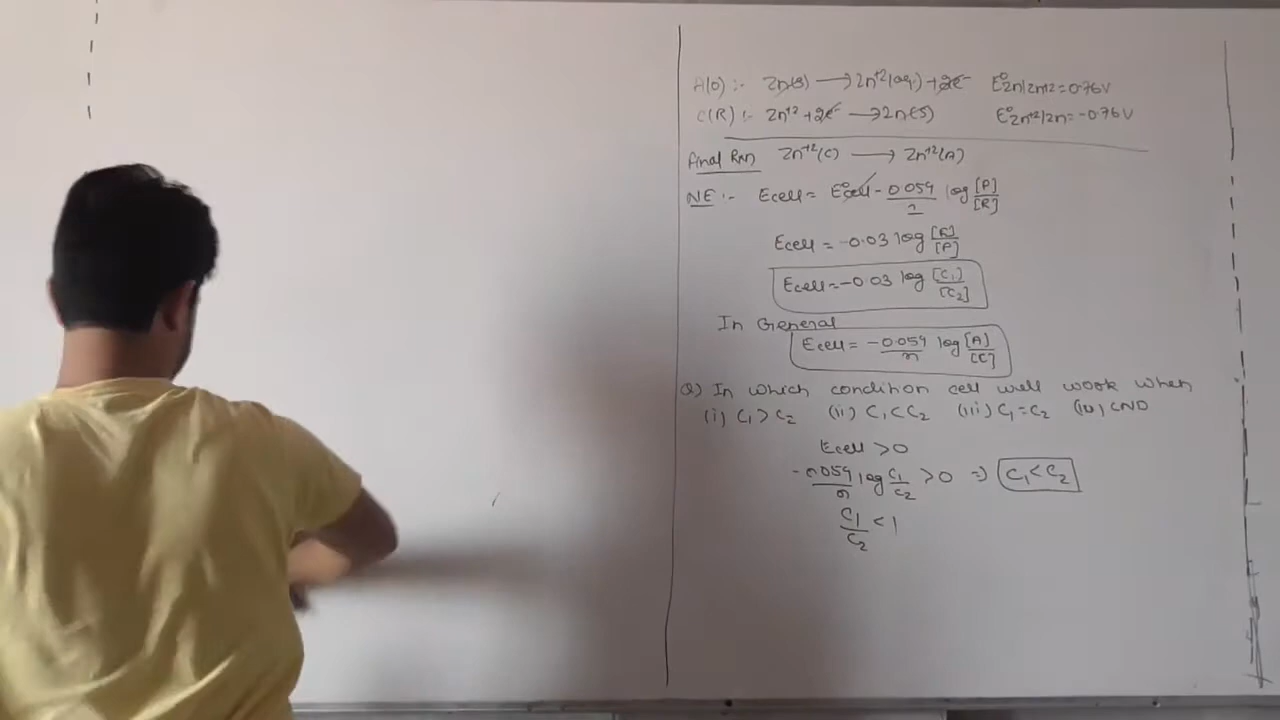 A(O) :- Zn(s) ⟶ Zn⁺²(aq.) + 2e⁻ E°Zn/Zn+2 = 0.76V
C(R) :- Zn⁺² + 2e⁻ ⟶ Zn(s) E°Zn⁺²/Zn = -0.76V
final Rxn Zn⁺²(C) ⟶ Zn⁺²(A)
NE :- Ecell = E°cell - 0.059/2 log [P]/[R]
Ecell = -0.03 log [P]
Ecell = -0.03 log [C₁]/[C₂]
In General
Ecell = -0.059/n log [A]/[C]
Q) In which condition cell will work when
(i) C₁ > C₂ (ii) C₁ < C₂ (iii) C₁ = C₂ (iv) CND
Ecell > 0
-0.059/n log C₁/C₂ > 0 ⇒ C₁ < C₂
C₁/C₂ < 1